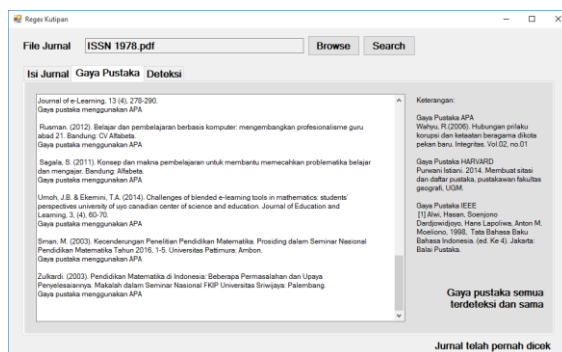 Reges Kutipan
File Jurnal ISSN 1978.pdf Browse Search
Isi Jurnal Gaya Pustaka Deteksi
Journal of e-Learning, 13 (4), 278-290.
Gaya pustaka menggunakan APA
Rusman. (2012). Belajar dan pembelajaran berbasis komputer: mengembangkan profesionalisme guru
abad 21. Bandung: CV Alfabeta.
Gaya pustaka menggunakan APA
Sagala, S. (2011). Konsep dan makna pembelajaran untuk membantu memecahkan problematika belajar
dan mengajar. Bandung: Alfabeta.
Gaya pustaka menggunakan APA
Umoh, J.B. & Ekemini, T.A. (2014). Challenges of blended e-learning tools in mathematics: students'
perspectives university of uyo canadian center of science and education. Journal of Education and
Learning, 3, (4), 60-70.
Gaya pustaka menggunakan APA
Sman, M. (2003). Kecenderungan Penelitian Pendidikan Matematika. Prosiding dalam Seminar Nasional
Pendidikan Matematika Tahun 2016, 1-5. Universitas Pattimura: Ambon.
Gaya pustaka menggunakan APA
Zulkardi. (2003). Pendidikan Matematika di Indonesia: Beberapa Permasalahan dan Upaya
Penyelesaiannya. Makalah dalam Seminar Nasional FKIP Universitas Sriwijaya: Palembang.
Gaya pustaka menggunakan APA
Keterangan:
Gaya Pustaka APA
Wahyu, R.(2006). Hubungan prilaku
korupsi dan ketaatan beragama dikota
pekan baru. Integritas. Vol.02, no.01
Gaya Pustaka HARVARD
Purwani Istiani. 2014. Membuat sitasi
dan daftar pustaka, pustakawan fakultas
geografi, UGM.
Gaya Pustaka IEEE
[1] Alwi, Hasan, Soenjono
Dardjowidjoyo, Hans Lapoliwa, Anton M.
Moeliono, 1998, Tata Bahasa Baku
Bahasa Indonesia. (ed. Ke 4). Jakarta:
Balai Pustaka.
Gaya pustaka semua
terdeteksi dan sama
Jurnal telah pernah dicek